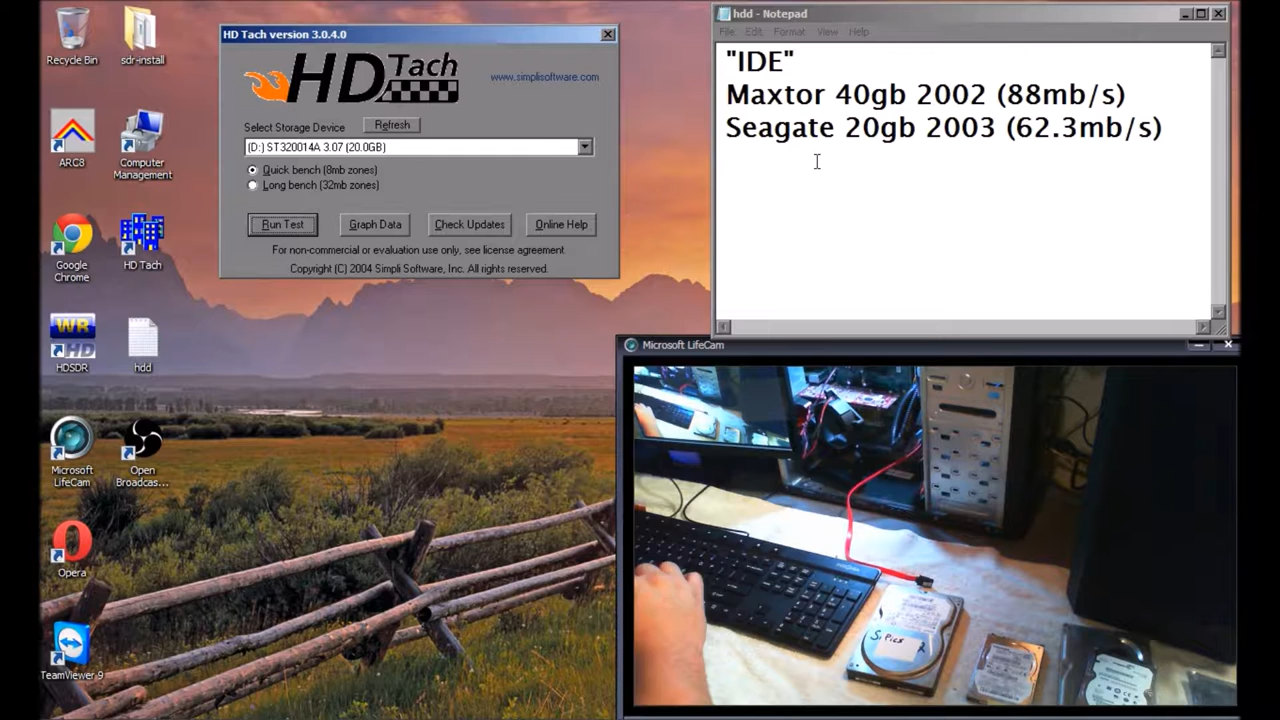 Recycle Bin
sdr-install
ARC8
Computer
Management
Google
Chrome
HD Tach
WR
HD
HDSDR
hdd
Microsoft
LifeCam
Open
Broadcas...
Opera
TeamViewer 9
HD Tach version 3.0.4.0
HD Tach
www.simplisoftware.com
Select Storage Device
Refresh
(D:) ST320014A 3.07 (20.0GB)
Quick bench (8mb zones)
Long bench (32mb zones)
Run Test
Graph Data
Check Updates
Online Help
For non-commercial or evaluation use only, see license agreement.
Copyright (C) 2004 Simpli Software, Inc. All rights reserved.
hdd - Notepad
File Edit Format View Help
"IDE"
Maxtor 40gb 2002 (88mb/s)
Seagate 20gb 2003 (62.3mb/s)
Microsoft LifeCam
S. Pics
2